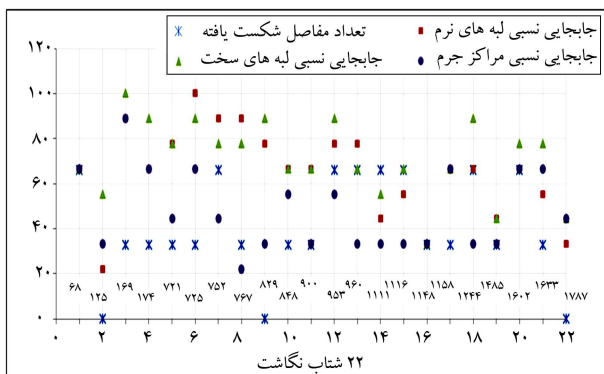 جابجایی نسبی لبه های نرم تعداد مفاصل شکست یافته
جابجایی نسبی مراکز جرم جابجایی نسبی لبه های سخت
۱۲۰
۱۰۰
۸۰
۶۰
۴۰
۲۰
۰
۶۸ ۱۲۵ ۱۶۹ ۱۷۴ ۷۲۱ ۷۲۵ ۷۵۲ ۷۶۷ ۸۲۹ ۸۴۸ ۹۰۰ ۹۵۳ ۹۶۰ ۱۱۱۱ ۱۱۱۶ ۱۱۴۸ ۱۱۵۸ ۱۲۴۴ ۱۴۸۵ ۱۶۰۲ ۱۶۳۳ ۱۷۸۷
۰ ۲ ۴ ۶ ۸ ۱۰ ۱۲ ۱۴ ۱۶ ۱۸ ۲۰ ۲۲
۲۲ شتاب نگاشت